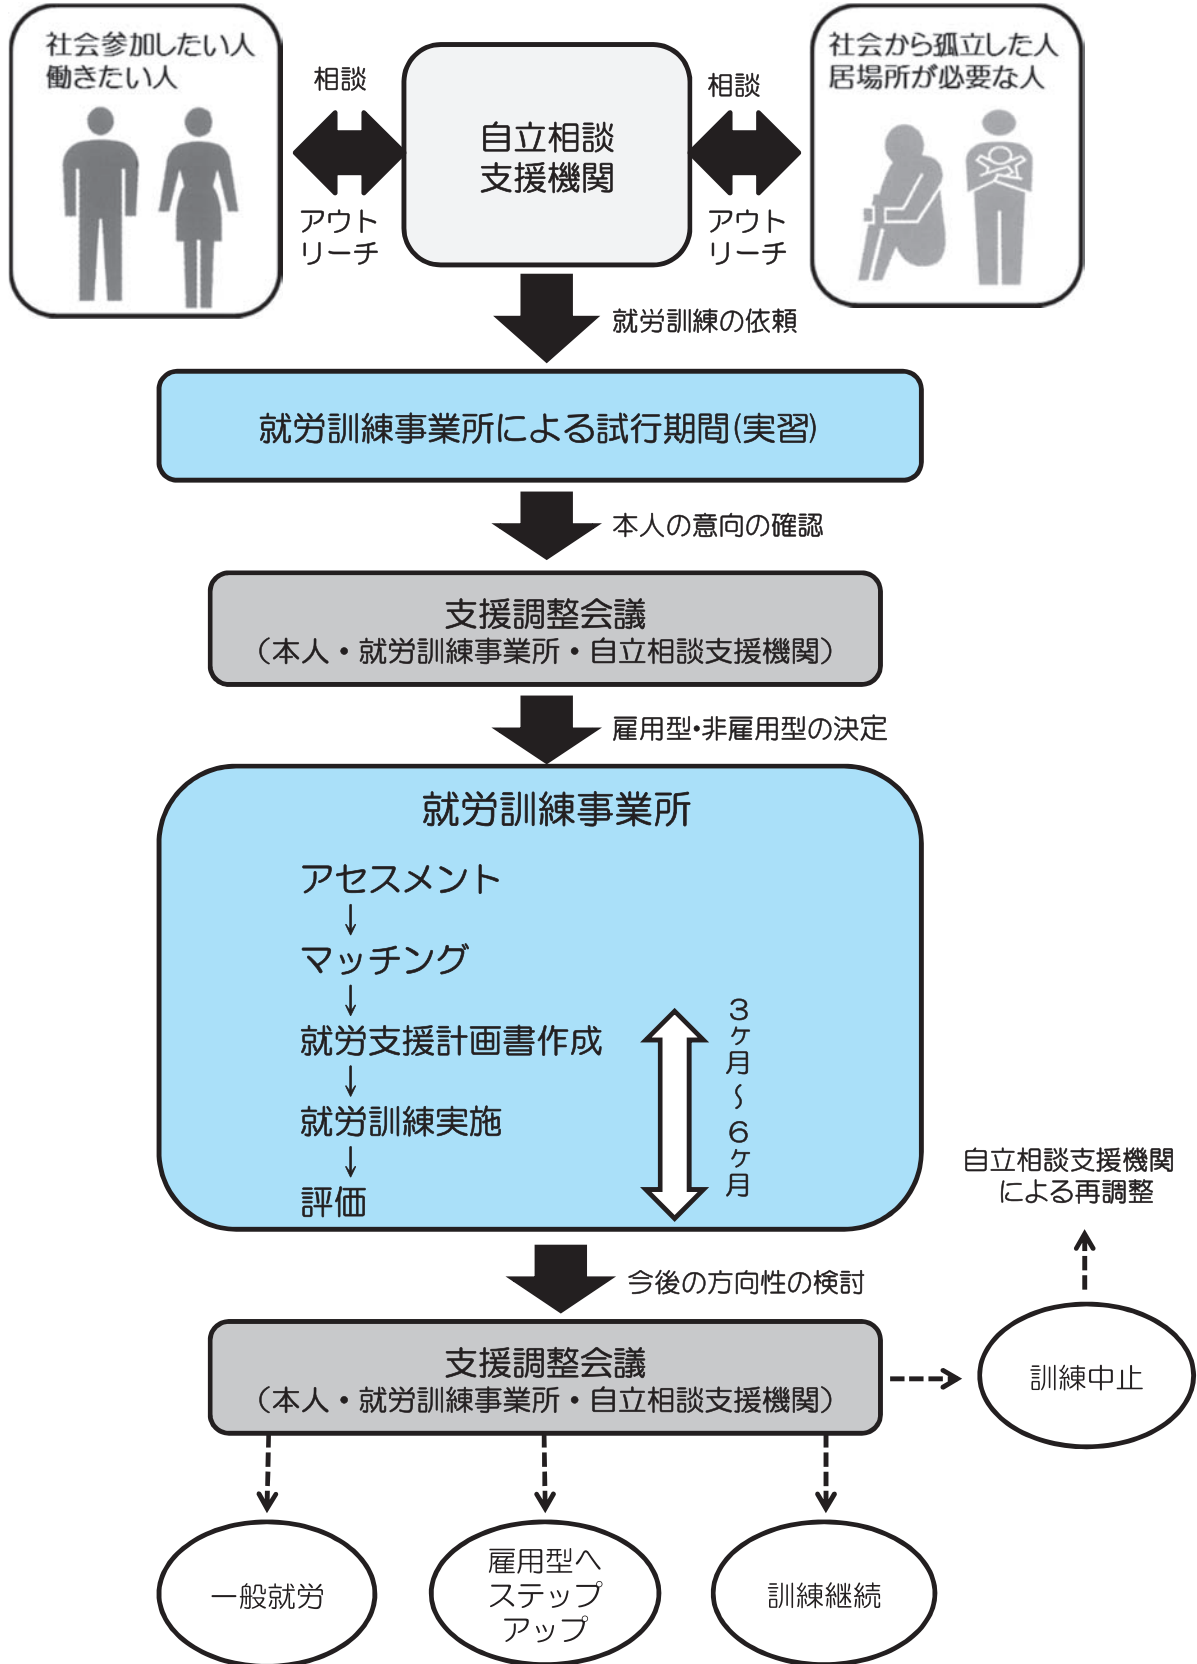 社会参加したい人
働きたい人
相談
アウト
リーチ
自立相談
支援機関
相談
アウト
リーチ
社会から孤立した人
居場所が必要な人
就労訓練の依頼
就労訓練事業所による試行期間(実習)
本人の意向の確認
支援調整会議
（本人・就労訓練事業所・自立相談支援機関）
雇用型・非雇用型の決定
就労訓練事業所
アセスメント
↓
マッチング
↓
就労支援計画書作成
↓
就労訓練実施
↓
評価
3ヶ月～6ヶ月
今後の方向性の検討
支援調整会議
（本人・就労訓練事業所・自立相談支援機関）
自立相談支援機関
による再調整
訓練中止
一般就労
雇用型へ
ステップ
アップ
訓練継続